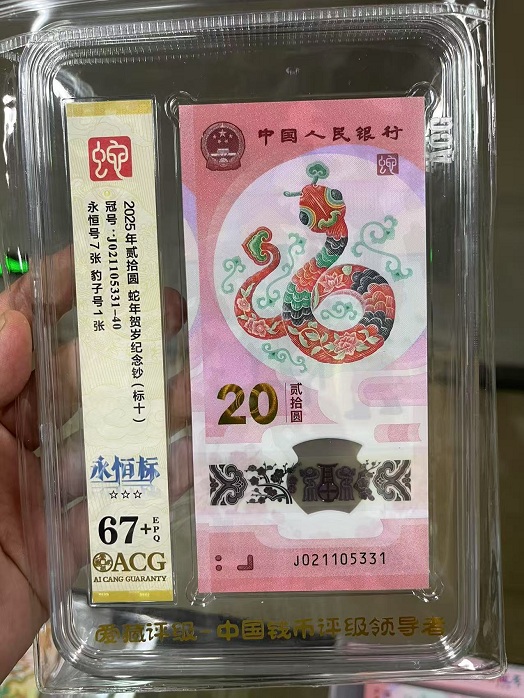 中国人民银行
蛇
2025年贰拾圆 蛇年贺岁纪念钞(标十)
冠号:J021105331-40
永恒号7张 豹子号1张
永恒标
☆☆☆
67+EPQ
ACG
AI CANG GUARANTY
20
贰拾圆
J021105331
爱藏评级-中国钱币评级领导者
ACG